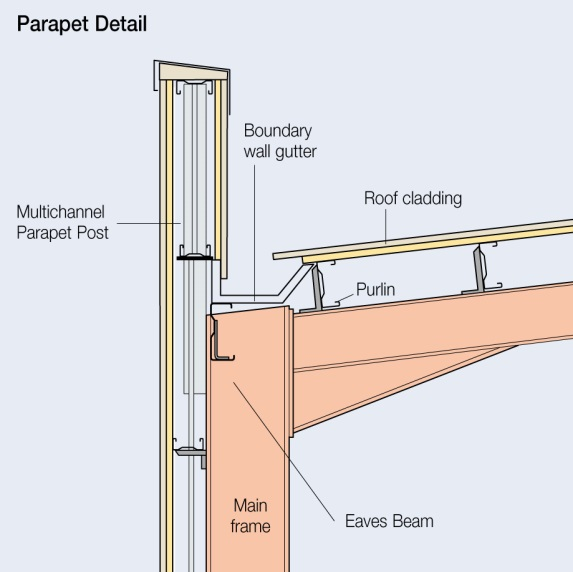 Parapet Detail
Boundary
wall gutter
Roof cladding
Multichannel
Parapet Post
Purlin
Main
frame
Eaves Beam